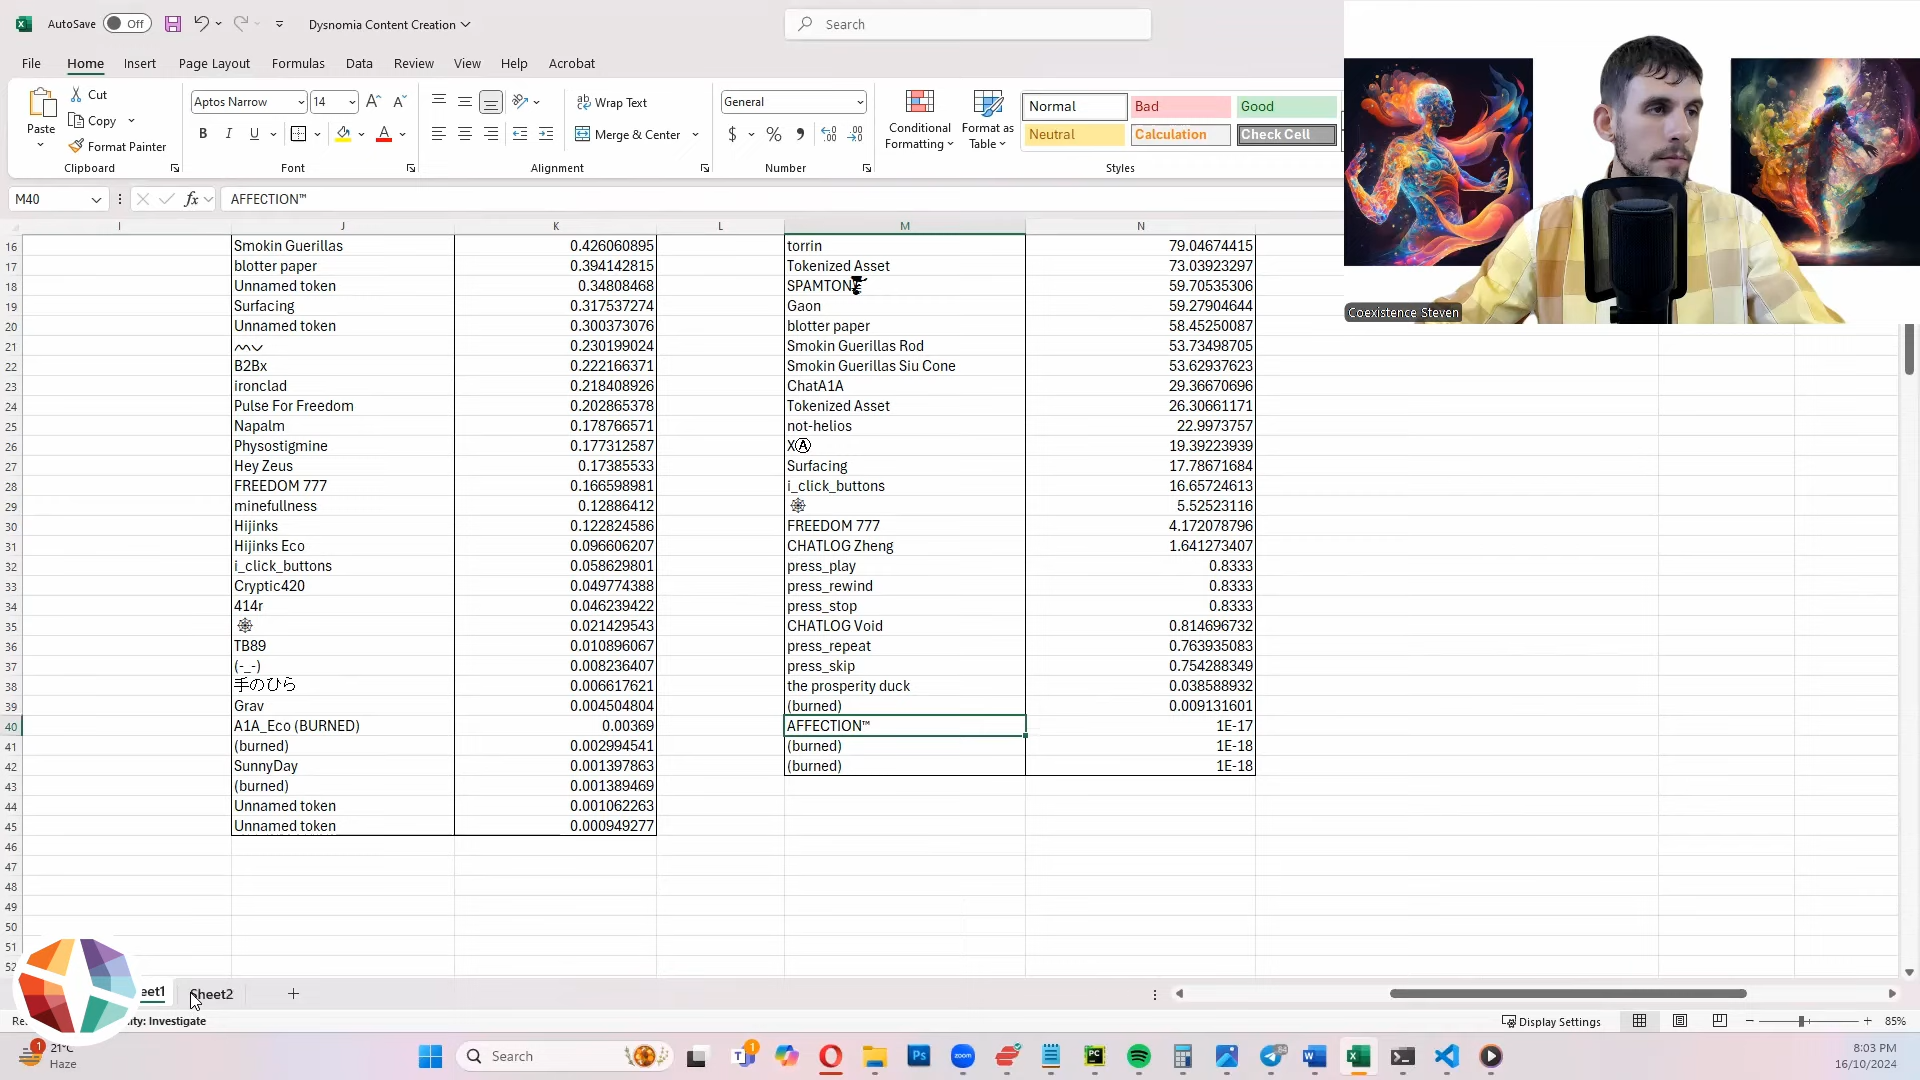 AutoSave Off Dysnomia Content Creation Search
File Home Insert Page Layout Formulas Data Review View Help Acrobat
Paste Cut Copy Format Painter Clipboard
Aptos Narrow 14 B I U Font
Wrap Text Merge & Center Alignment
General $ % Number
Conditional Formatting Format as Table
Normal Bad Good
Neutral Calculation Check Cell
Styles
M40 fx AFFECTION™
I J K L M N
16 Smokin Guerillas 0.426060895 torrin 79.04674415
17 blotter paper 0.394142815 Tokenized Asset 73.03923297
18 Unnamed token 0.34808468 SPAMTON 59.70535306
19 Surfacing 0.317537274 Gaon 59.27904644
20 Unnamed token 0.300373076 blotter paper 58.45250087
21 0.230199024 Smokin Guerillas Rod 53.73498705
22 B2Bx 0.222166371 Smokin Guerillas Siu Cone 53.62937623
23 ironclad 0.218408926 ChatA1A 29.36670696
24 Pulse For Freedom 0.202865378 Tokenized Asset 26.30661171
25 Napalm 0.178766571 not-helios 22.9973757
26 Physostigmine 0.177312587 XⒶ 19.39223939
27 Hey Zeus 0.17385533 Surfacing 17.78671684
28 FREEDOM 777 0.166598981 i_click_buttons 16.65724613
29 minefullness 0.12886412 🕸 5.52523116
30 Hijinks 0.122824586 FREEDOM 777 4.172078796
31 Hijinks Eco 0.096606207 CHATLOG Zheng 1.641273407
32 i_click_buttons 0.058629801 press_play 0.8333
33 Cryptic420 0.049774388 press_rewind 0.8333
34 414r 0.046239422 press_stop 0.8333
35 🕸 0.021429543 CHATLOG Void 0.814696732
36 TB89 0.010896067 press_repeat 0.763935083
37 (-_-) 0.008236407 press_skip 0.754288349
38 手のひら 0.006617621 the prosperity duck 0.038588932
39 Grav 0.004504804 (burned) 0.009131601
40 A1A_Eco (BURNED) 0.00369 AFFECTION™ 1E-17
41 (burned) 0.002994541 (burned) 1E-18
42 SunnyDay 0.001397863 (burned) 1E-18
43 (burned) 0.001389469
44 Unnamed token 0.001062263
45 Unnamed token 0.000949277
46
47
48
49
50
51
52
Coexistence Steven
eet1 Sheet2
Re ity: Investigate Display Settings 85%
1 21°C
Haze
Search
8:03 PM
16/10/2024